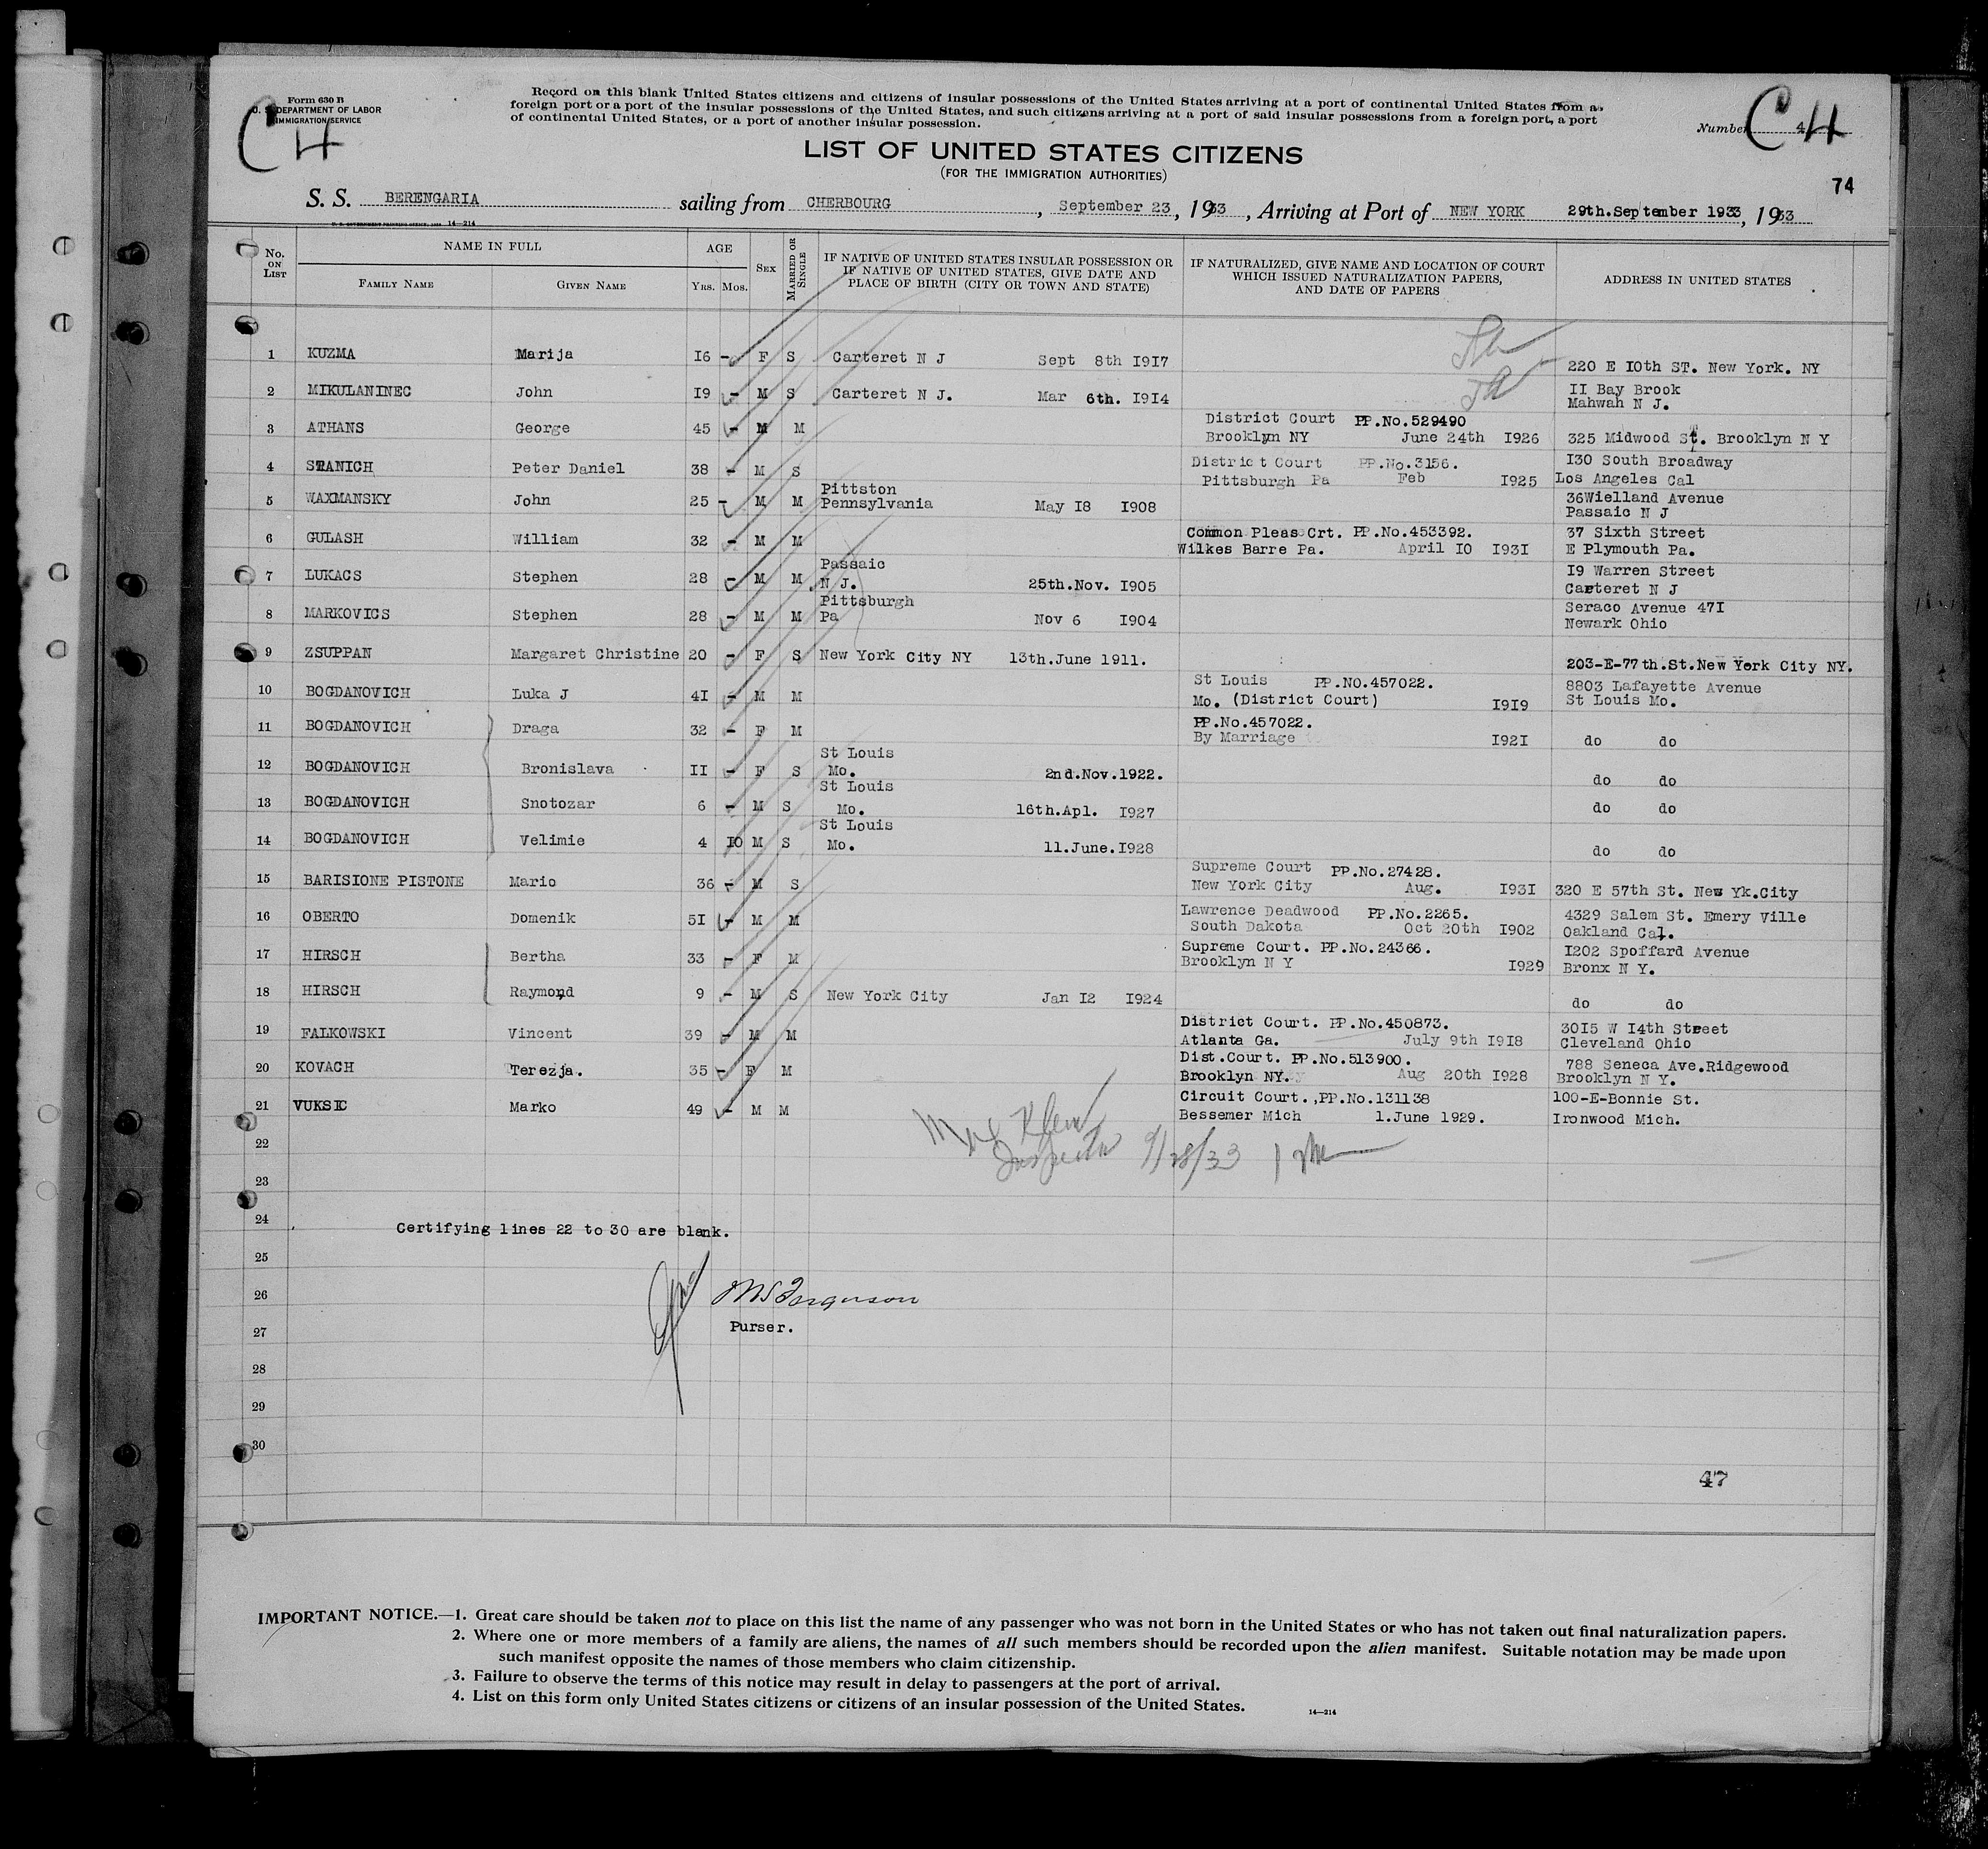 Form 630 B
U. S. DEPARTMENT OF LABOR
IMMIGRATION SERVICE
C 4
Record on this blank United States citizens and citizens of insular possessions of the United States arriving at a port of continental United States from a
foreign port or a port of the insular possessions of the United States, and such citizens arriving at a port of said insular possessions from a foreign port, a port
of continental United States, or a port of another insular possession.
Number 4
C 4
LIST OF UNITED STATES CITIZENS
(FOR THE IMMIGRATION AUTHORITIES)
74
S. S. BERENGARIA sailing from CHERBOURG , September 23 , 1933 , Arriving at Port of NEW YORK 29th.September 1933 , 1933
14—214
No. ON LIST NAME IN FULL FAMILY NAME GIVEN NAME AGE YRS. MOS. SEX MARRIED OR SINGLE IF NATIVE OF UNITED STATES INSULAR POSSESSION OR IF NATIVE OF UNITED STATES, GIVE DATE AND PLACE OF BIRTH (CITY OR TOWN AND STATE) IF NATURALIZED, GIVE NAME AND LOCATION OF COURT WHICH ISSUED NATURALIZATION PAPERS, AND DATE OF PAPERS ADDRESS IN UNITED STATES
1 KUZMA Marija I6 - F S Carteret N J Sept 8th I9I7 220 E IOth ST. New York. NY
2 MIKULANINEC John I9 - M S Carteret N J. Mar 6th. I9I4 II Bay Brook Mahwah N J.
3 ATHANS George 45 - M M District Court PP.No.529490 Brooklyn NY June 24th I926 325 Midwood St. Brooklyn N Y
4 STANICH Peter Daniel 38 - M S District Court PP.No.3156. Pittsburgh Pa Feb I925 I30 South Broadway Los Angeles Cal
5 WAXMANSKY John 25 - M M Pittston Pennsylvania May I8 I908 36Wielland Avenue Passaic N J
6 GULASH William 32 - M M Common Pleas Crt. PP.No.453392. Wilkes Barre Pa. April IO I93I 37 Sixth Street E Plymouth Pa.
7 LUKACS Stephen 28 - M M Passaic N J. 25th.Nov. I905 I9 Warren Street Carteret N J
8 MARKOVICS Stephen 28 - M M Pittsburgh Pa Nov 6 I904 Seraco Avenue 47I Newark Ohio
9 ZSUPPAN Margaret Christine 20 - F S New York City NY 13th.June 1911. 203-E-77th.St.New York City NY.
10 BOGDANOVICH Luka J 4I - M M St Louis PP.NO.457022. Mo. (District Court) I9I9 8803 Lafayette Avenue St Louis Mo.
11 BOGDANOVICH Draga 32 - F M PP.No.457022. By Marriage I92I do do
12 BOGDANOVICH Bronislava II - F S St Louis Mo. 2nd.Nov.1922. do do
13 BOGDANOVICH Snotozar 6 - M S St Louis Mo. 16th.Apl. I927 do do
14 BOGDANOVICH Velimie 4 IO M S St Louis Mo. 11.June.I928 do do
15 BARISIONE PISTONE Mario 36 - M S Supreme Court PP.No.27428. New York City Aug. I93I 320 E 57th St. New Yk.City
16 OBERTO Domenik 5I - M M Lawrence Deadwood PP.No.2265. South Dakota Oct 20th I902 4329 Salem St. Emery Ville Oakland Cal.
17 HIRSCH Bertha 33 - F M Supreme Court. PP.No.24366. Brooklyn N Y I929 I202 Spoffard Avenue Bronx N Y.
18 HIRSCH Raymond 9 - M S New York City Jan I2 I924 do do
19 FALKOWSKI Vincent 39 - M M District Court. PP.No.450873. Atlanta Ga. July 9th I9I8 30I5 W I4th Street Cleveland Ohio
20 KOVACH Terezja. 35 - F M Dist.Court. PP.No.513900. Brooklyn NY. Aug 20th I928 788 Seneca Ave.Ridgewood Brooklyn N Y.
21 VUKSIC Marko 49 - M M Circuit Court.,PP.No.131138 Bessemer Mich 1.June 1929. 100-E-Bonnie St. Ironwood Mich.
22
Klein
Inspector 9/28/33
23
24
Certifying lines 22 to 30 are blank.
25
26 Ferguson
27 Purser.
28
29
30
47
IMPORTANT NOTICE.—1. Great care should be taken not to place on this list the name of any passenger who was not born in the United States or who has not taken out final naturalization papers.
2. Where one or more members of a family are aliens, the names of all such members should be recorded upon the alien manifest. Suitable notation may be made upon
such manifest opposite the names of those members who claim citizenship.
3. Failure to observe the terms of this notice may result in delay to passengers at the port of arrival.
4. List on this form only United States citizens or citizens of an insular possession of the United States.
14—214